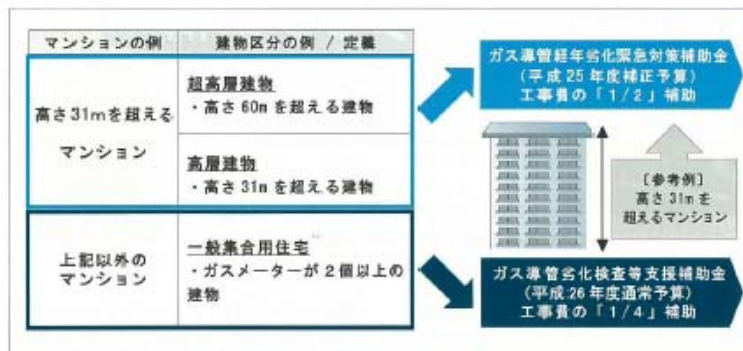 マンションの例
建物区分の例 / 定義
高さ31mを超える
マンション
超高層建物
・高さ60mを超える建物
高層建物
・高さ31mを超える建物
上記以外の
マンション
一般集合用住宅
・ガスメーターが2個以上の
建物
ガス導管経年劣化緊急対策補助金
(平成25年度補正予算)
工事費の「1/2」補助
[参考例]
高さ31mを
超えるマンション
ガス導管劣化検査等支援補助金
(平成26年度通常予算)
工事費の「1/4」補助